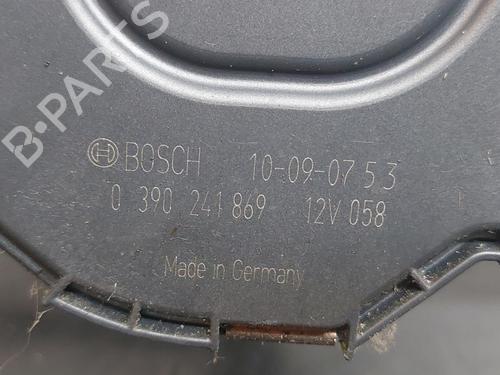 B-PARTS
BOSCH 10-09-07 5 3
0 390 241 869 12V 058
Made in Germany